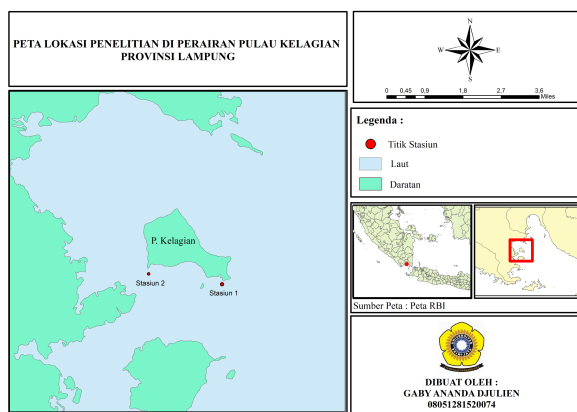 PETA LOKASI PENELITIAN DI PERAIRAN PULAU KELAGIAN
PROVINSI LAMPUNG
N
W
E
S
0 0.45 0.9 1.8 2.7 3.6
Miles
Legenda :
Titik Stasiun
Laut
Daratan
P. Kelagian
Stasiun 2
Stasiun 1
Sumber Peta : Peta RBI
DIBUAT OLEH :
GABY ANANDA DJULIEN
08051281520074